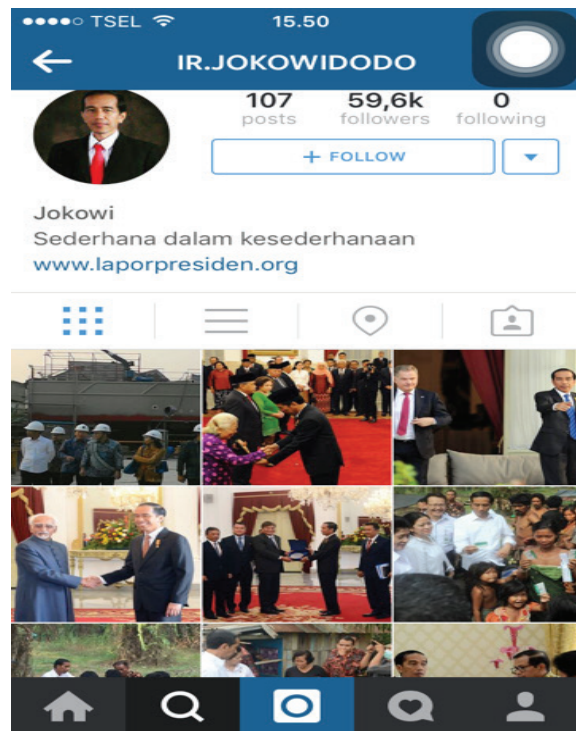 TSEL 15.50
IR.JOKOWIDODO
107 59,6k 0
posts followers following
+ FOLLOW
Jokowi
Sederhana dalam kesederhanaan
www.laporpresiden.org